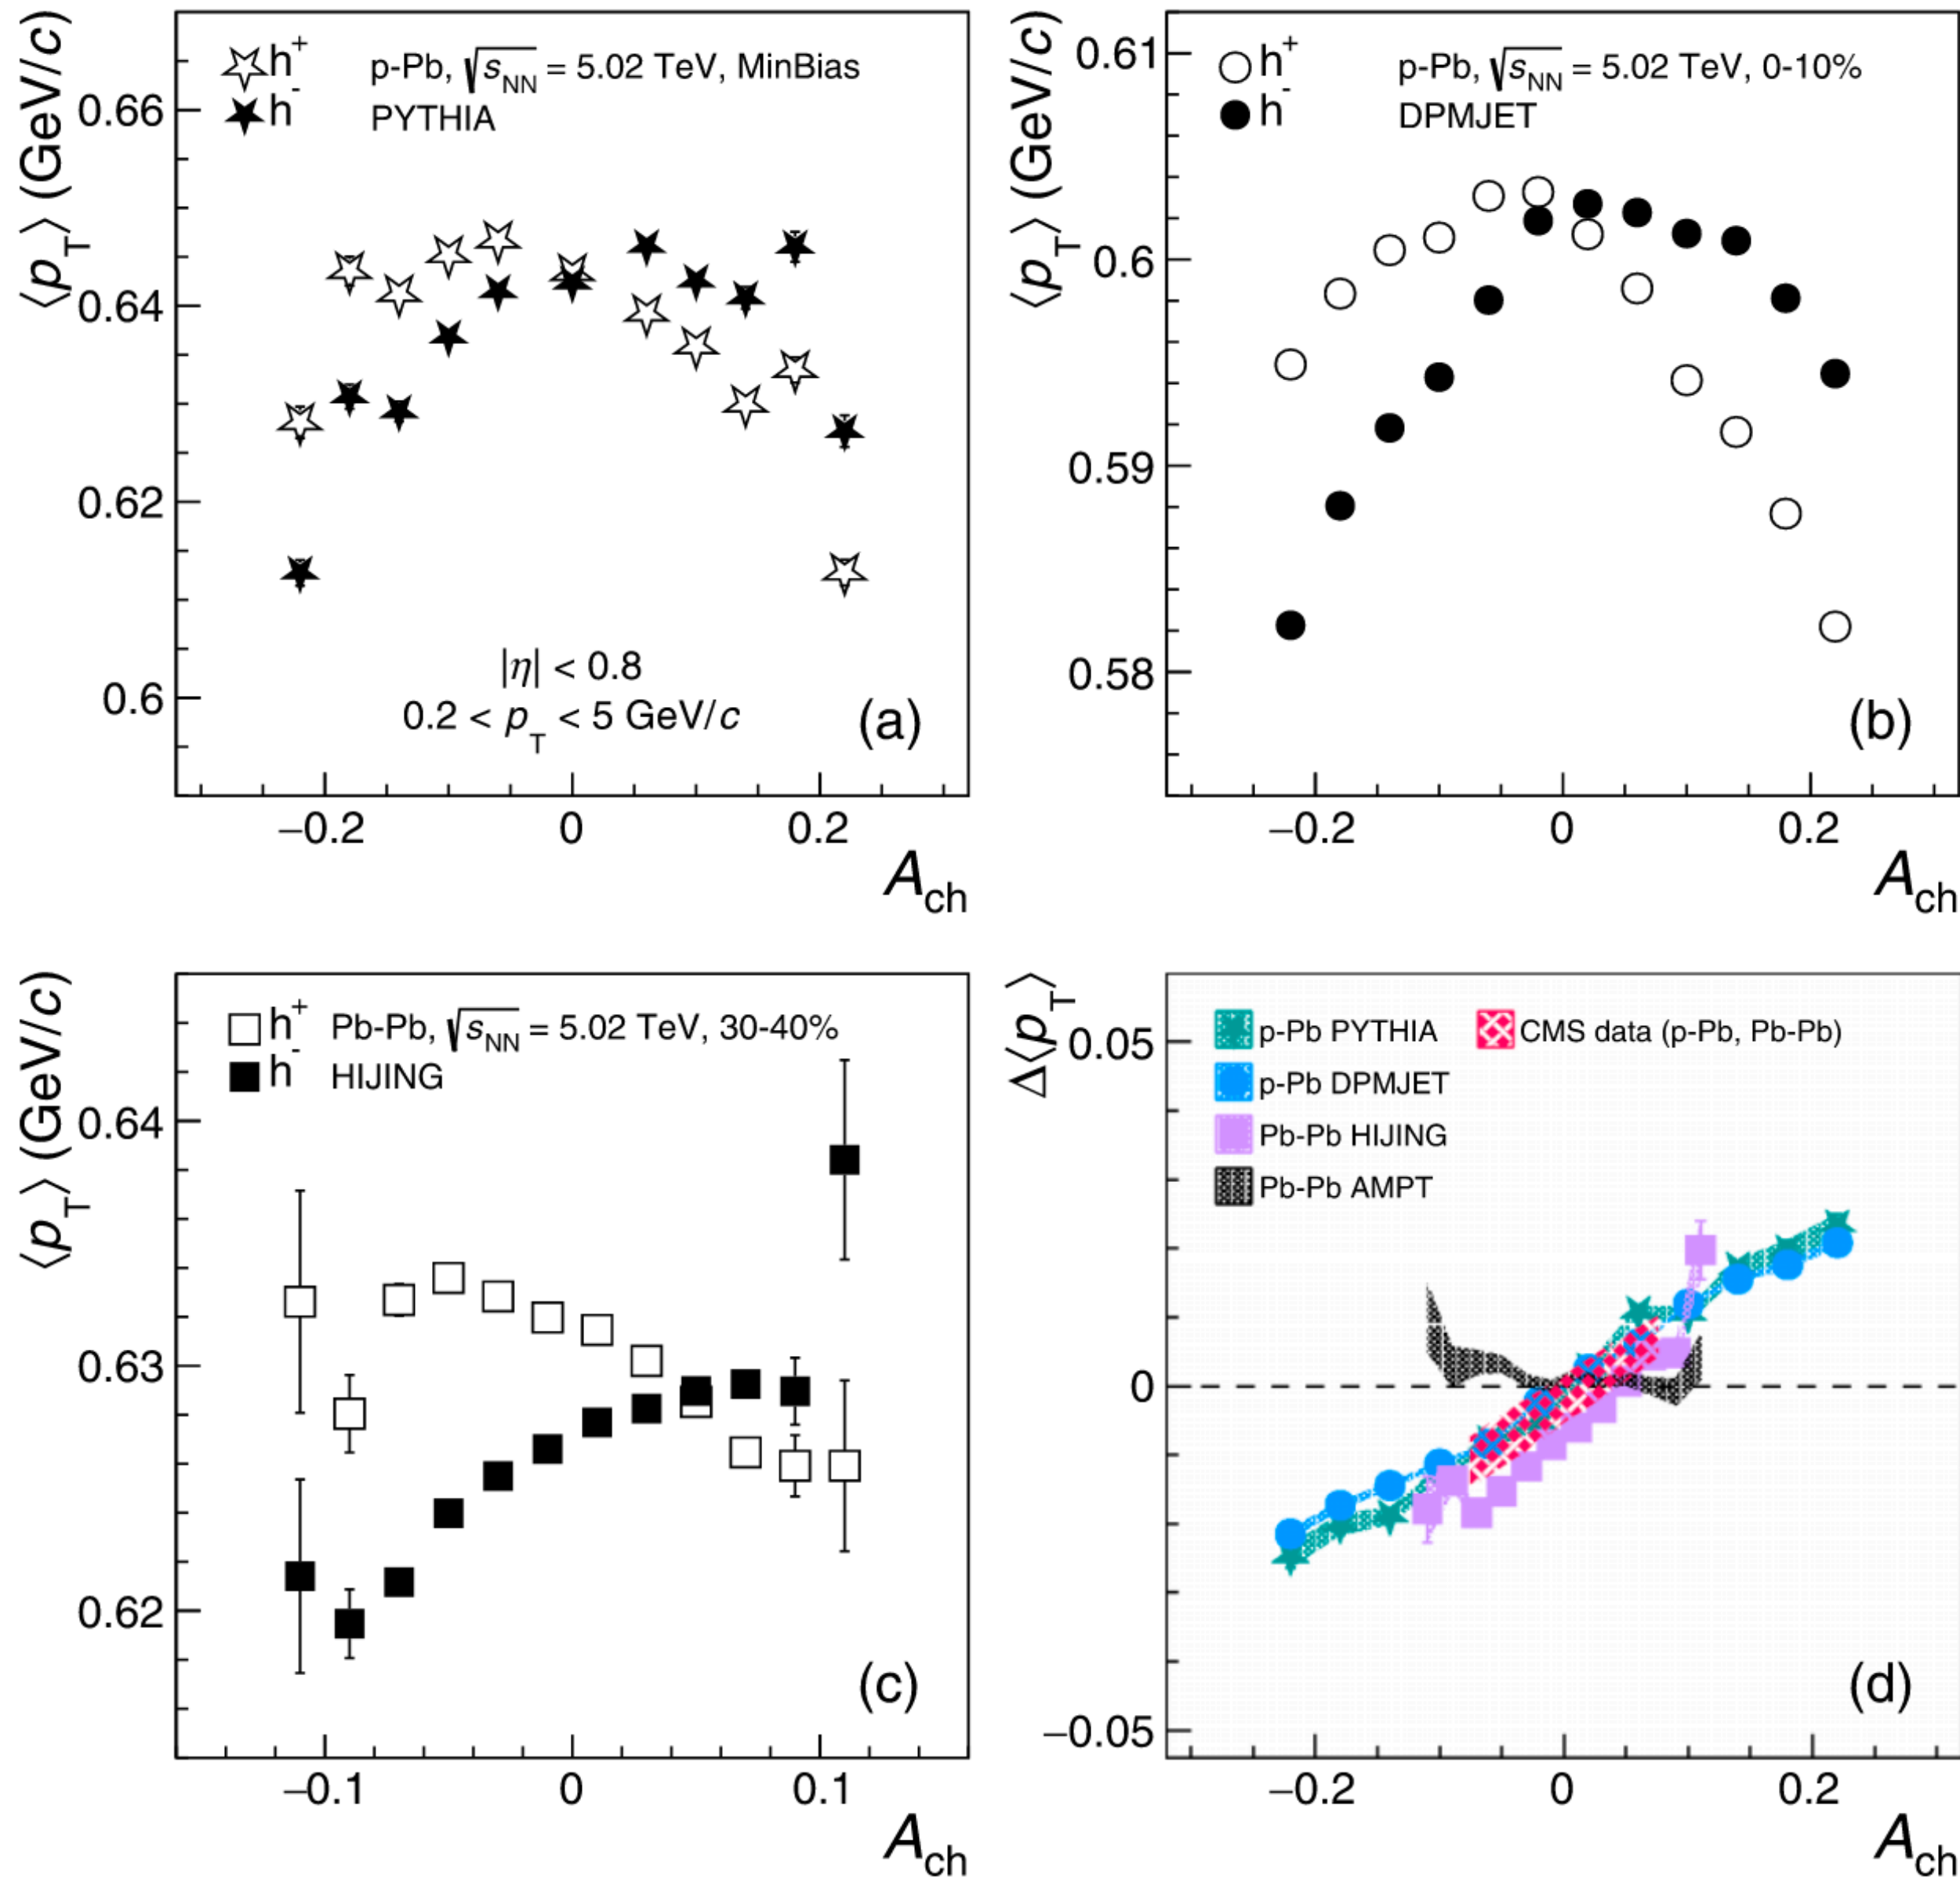 ⟨pT⟩ (GeV/c)
h+ p-Pb, √sNN = 5.02 TeV, MinBias
h- PYTHIA
0.66
0.64
0.62
0.6
|η| < 0.8
0.2 < pT < 5 GeV/c
(a)
−0.2 0 0.2
Ach
⟨pT⟩ (GeV/c)
h+ p-Pb, √sNN = 5.02 TeV, 0-10%
h- DPMJET
0.61
0.6
0.59
0.58
(b)
−0.2 0 0.2
Ach
⟨pT⟩ (GeV/c)
h+ Pb-Pb, √sNN = 5.02 TeV, 30-40%
h- HIJING
0.64
0.63
0.62
(c)
−0.1 0 0.1
Ach
Δ⟨pT⟩
p-Pb PYTHIA CMS data (p-Pb, Pb-Pb)
p-Pb DPMJET
Pb-Pb HIJING
Pb-Pb AMPT
0.05
0
−0.05
(d)
−0.2 0 0.2
Ach